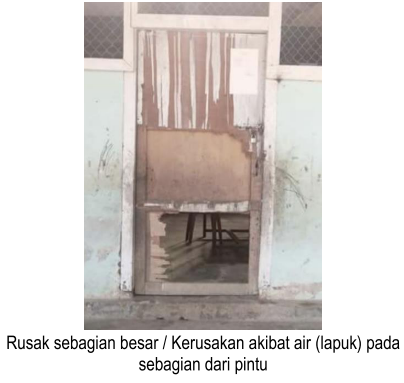 Rusak sebagian besar / Kerusakan akibat air (lapuk) pada
sebagian dari pintu